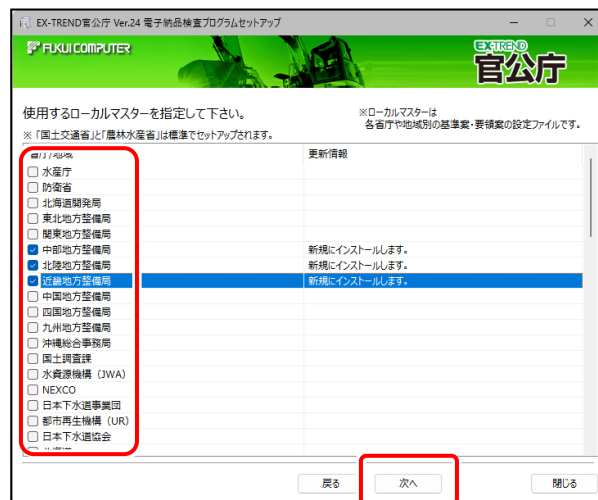 EX-TREND官公庁 Ver.24 電子納品検査プログラムセットアップ
FUKUI COMPUTER
EX-TREND
官公庁
使用するローカルマスターを指定して下さい。
※ローカルマスターは
各省庁や地域別の基準案・要領案の設定ファイルです。
※「国土交通省」と「農林水産省」は標準でセットアップされます。
省庁/地域 更新情報
水産庁
防衛省
北海道開発局
東北地方整備局
関東地方整備局
中部地方整備局 新規にインストールします。
北陸地方整備局 新規にインストールします。
近畿地方整備局 新規にインストールします。
中国地方整備局
四国地方整備局
九州地方整備局
沖縄総合事務局
国土調査課
水資源機構（JWA）
NEXCO
日本下水道事業団
都市再生機構（UR）
日本下水道協会
戻る 次へ 閉じる